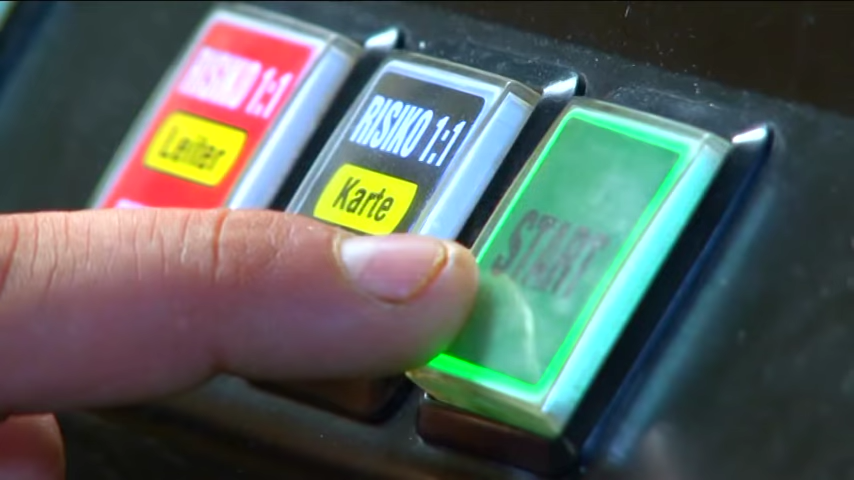 RISIKO 1:1
Leiter
RISIKO 1:1
Karte
START